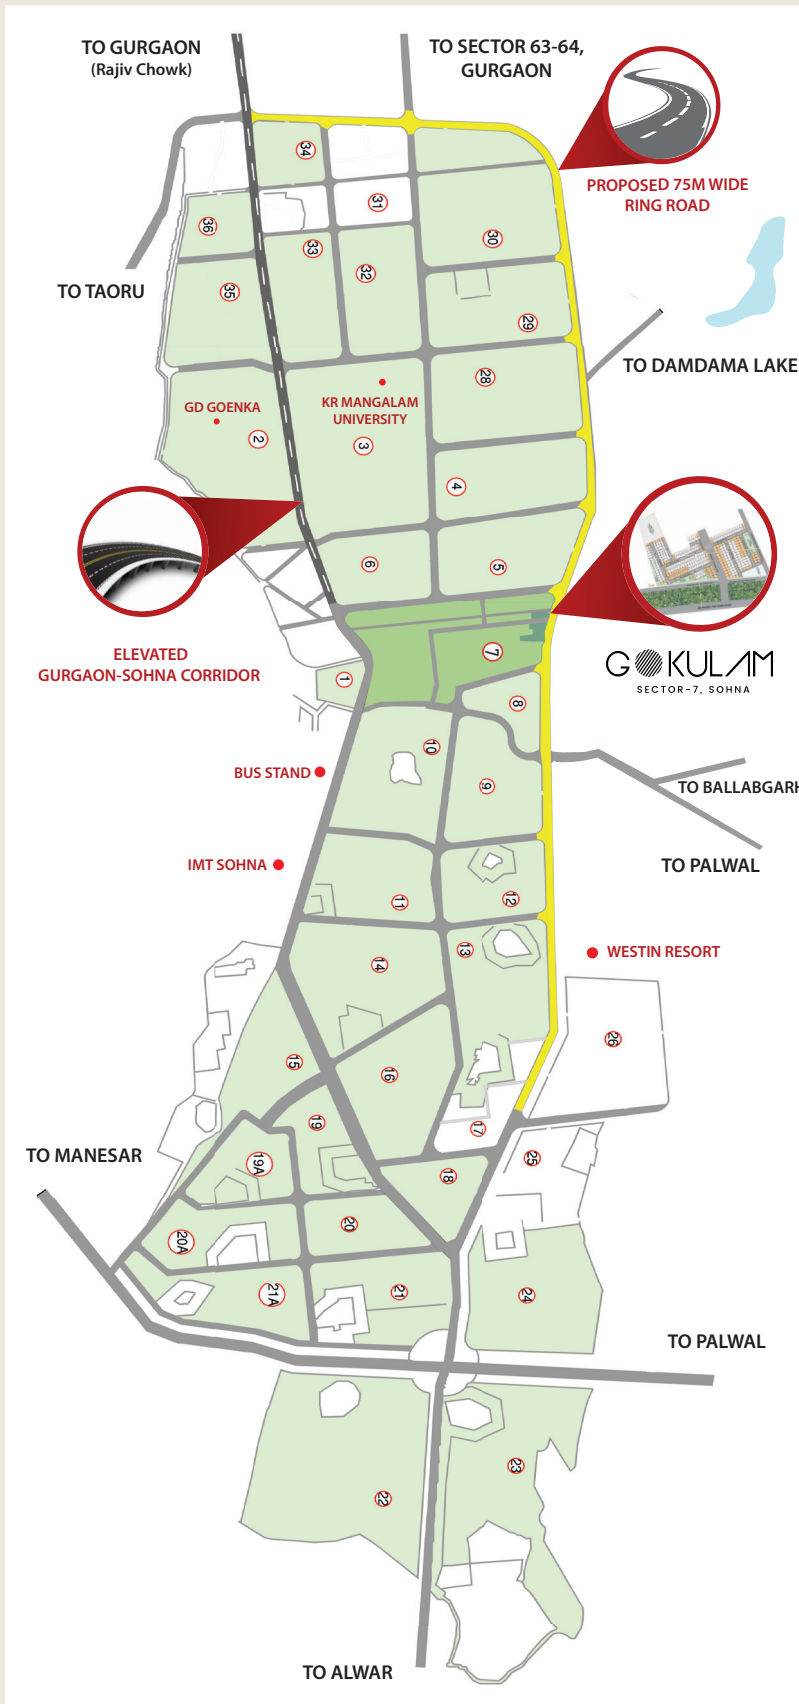 TO GURGAON
(Rajiv Chowk)
TO SECTOR 63-64,
GURGAON
PROPOSED 75M WIDE
RING ROAD
34
31
36
33
30
32
35
29
TO TAORU
TO DAMDAMA LAKE
28
GD GOENKA
KR MANGALAM
UNIVERSITY
2
3
4
6
5
ELEVATED
GURGAON-SOHNA CORRIDOR
7
GOKULAM
SECTOR-7, SOHNA
1
8
10
BUS STAND
9
TO BALLABGARH
IMT SOHNA
TO PALWAL
11
12
13
WESTIN RESORT
14
26
15
16
19
17
TO MANESAR
19A
25
18
20
20A
21A
21
24
TO PALWAL
23
22
TO ALWAR